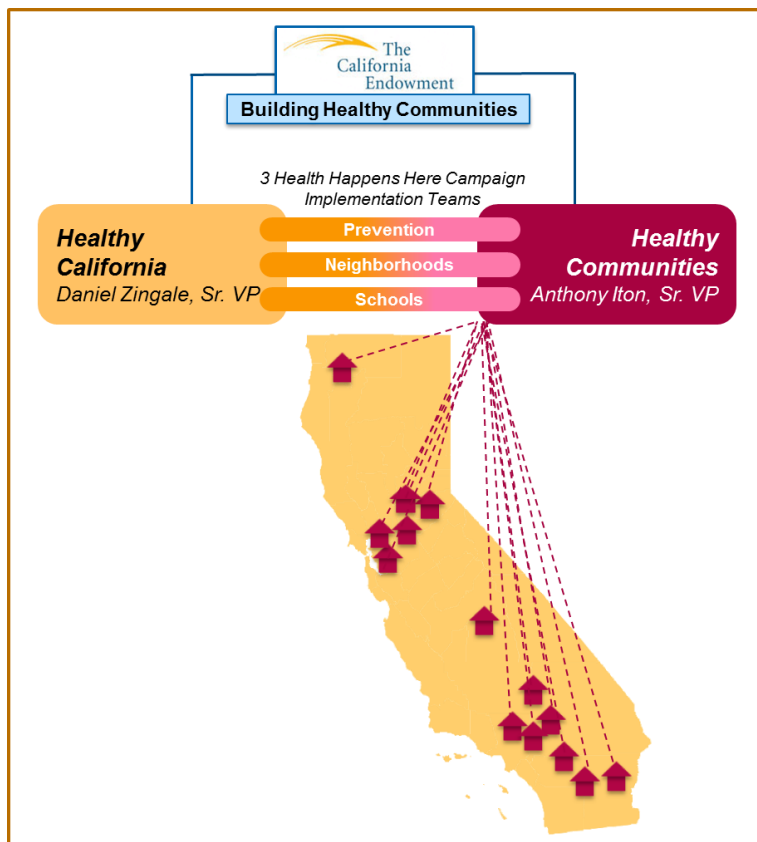 The
California
Endowment
Building Healthy Communities
3 Health Happens Here Campaign
Implementation Teams
Healthy
California
Daniel Zingale, Sr. VP
Prevention
Neighborhoods
Schools
Healthy
Communities
Anthony Iton, Sr. VP